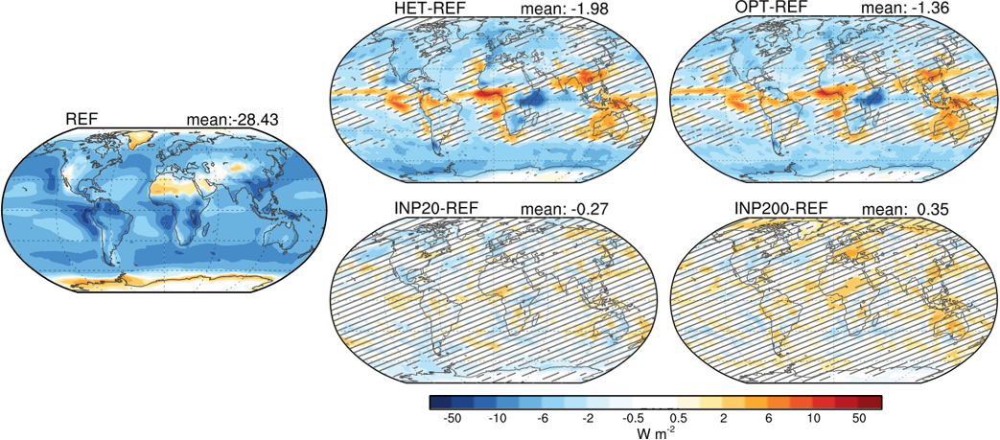 HET-REF mean: -1.98
OPT-REF mean: -1.36
REF mean:-28.43
INP20-REF mean: -0.27
INP200-REF mean: 0.35
-50 -10 -6 -2 -0.5 0.5 2 6 10 50
W m-2